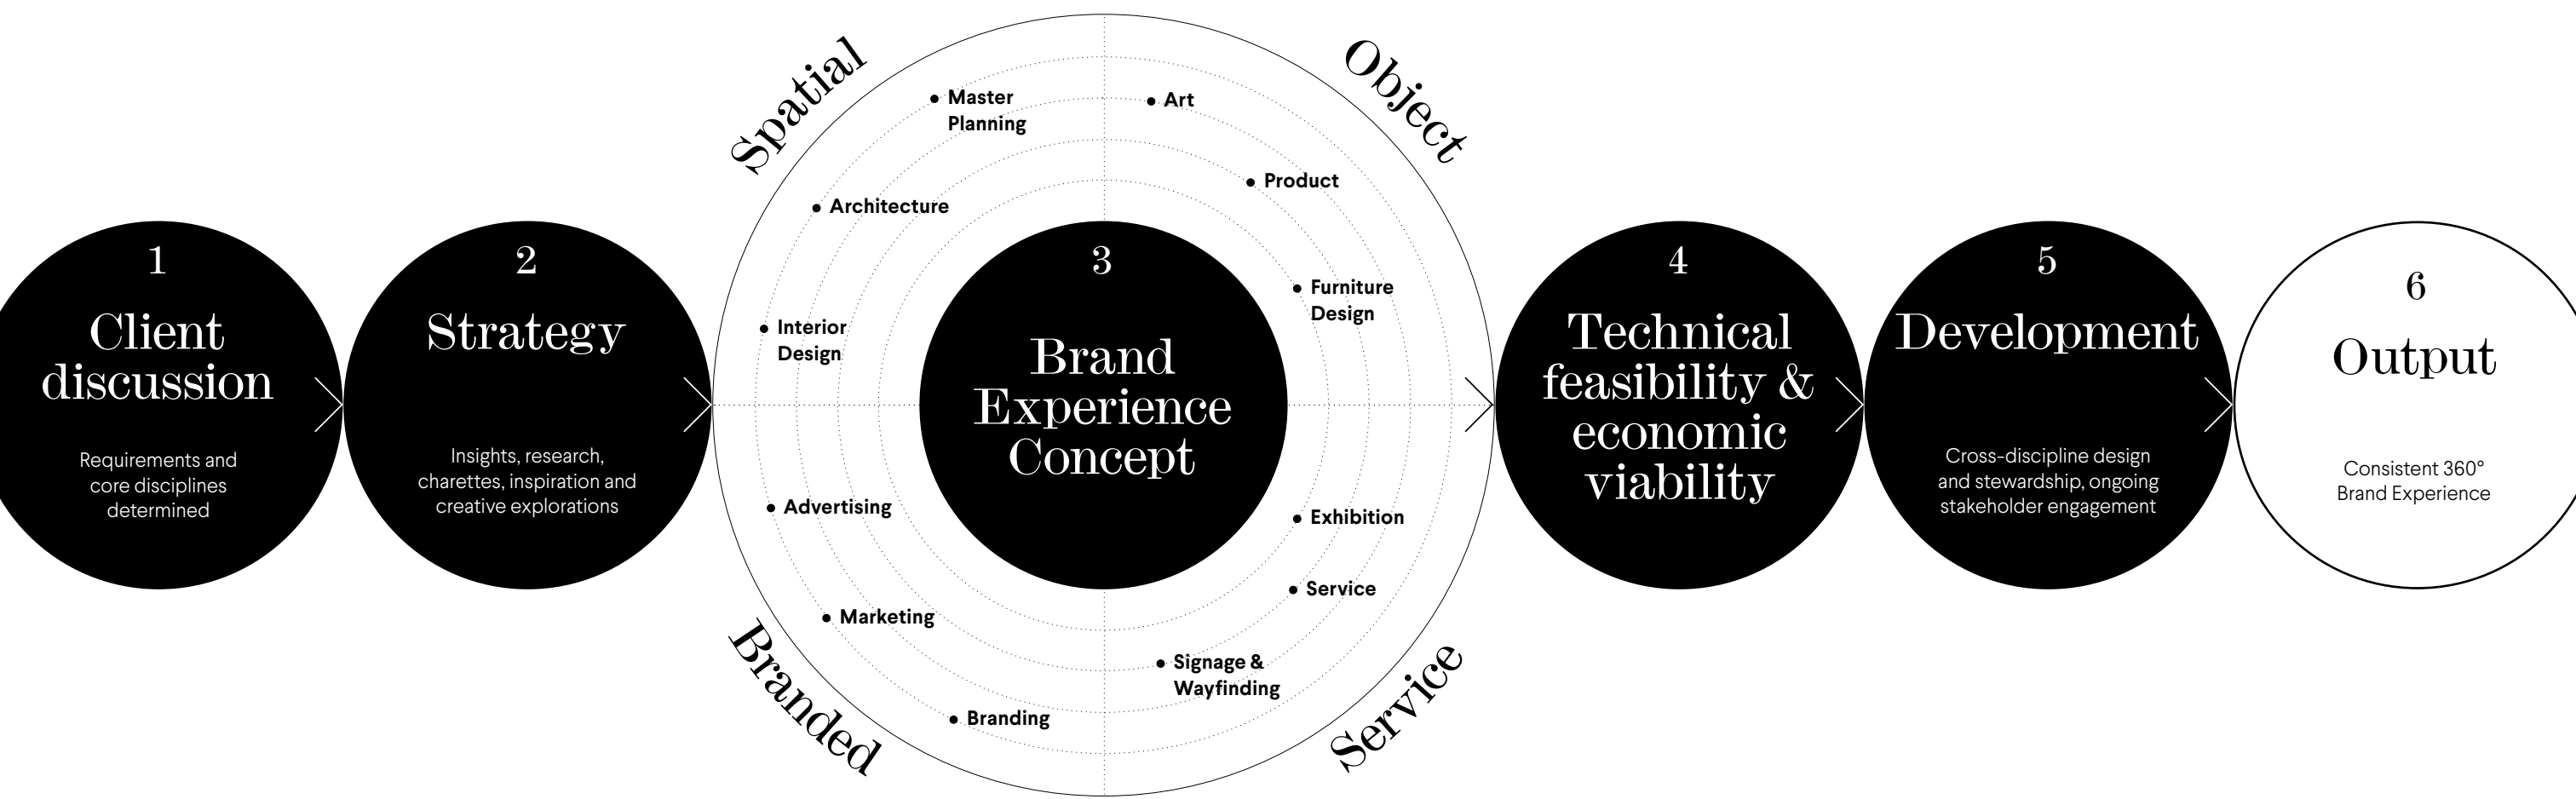 1
Client
discussion
Requirements and
core disciplines
determined
2
Strategy
Insights, research,
charettes, inspiration and
creative explorations
Spatial
Master
Planning
Architecture
Interior
Design
Object
Art
Product
Furniture
Design
3
Brand
Experience
Concept
Branded
Advertising
Marketing
Branding
Service
Exhibition
Service
Signage &
Wayfinding
4
Technical
feasibility &
economic
viability
5
Development
Cross-discipline design
and stewardship, ongoing
stakeholder engagement
6
Output
Consistent 360°
Brand Experience